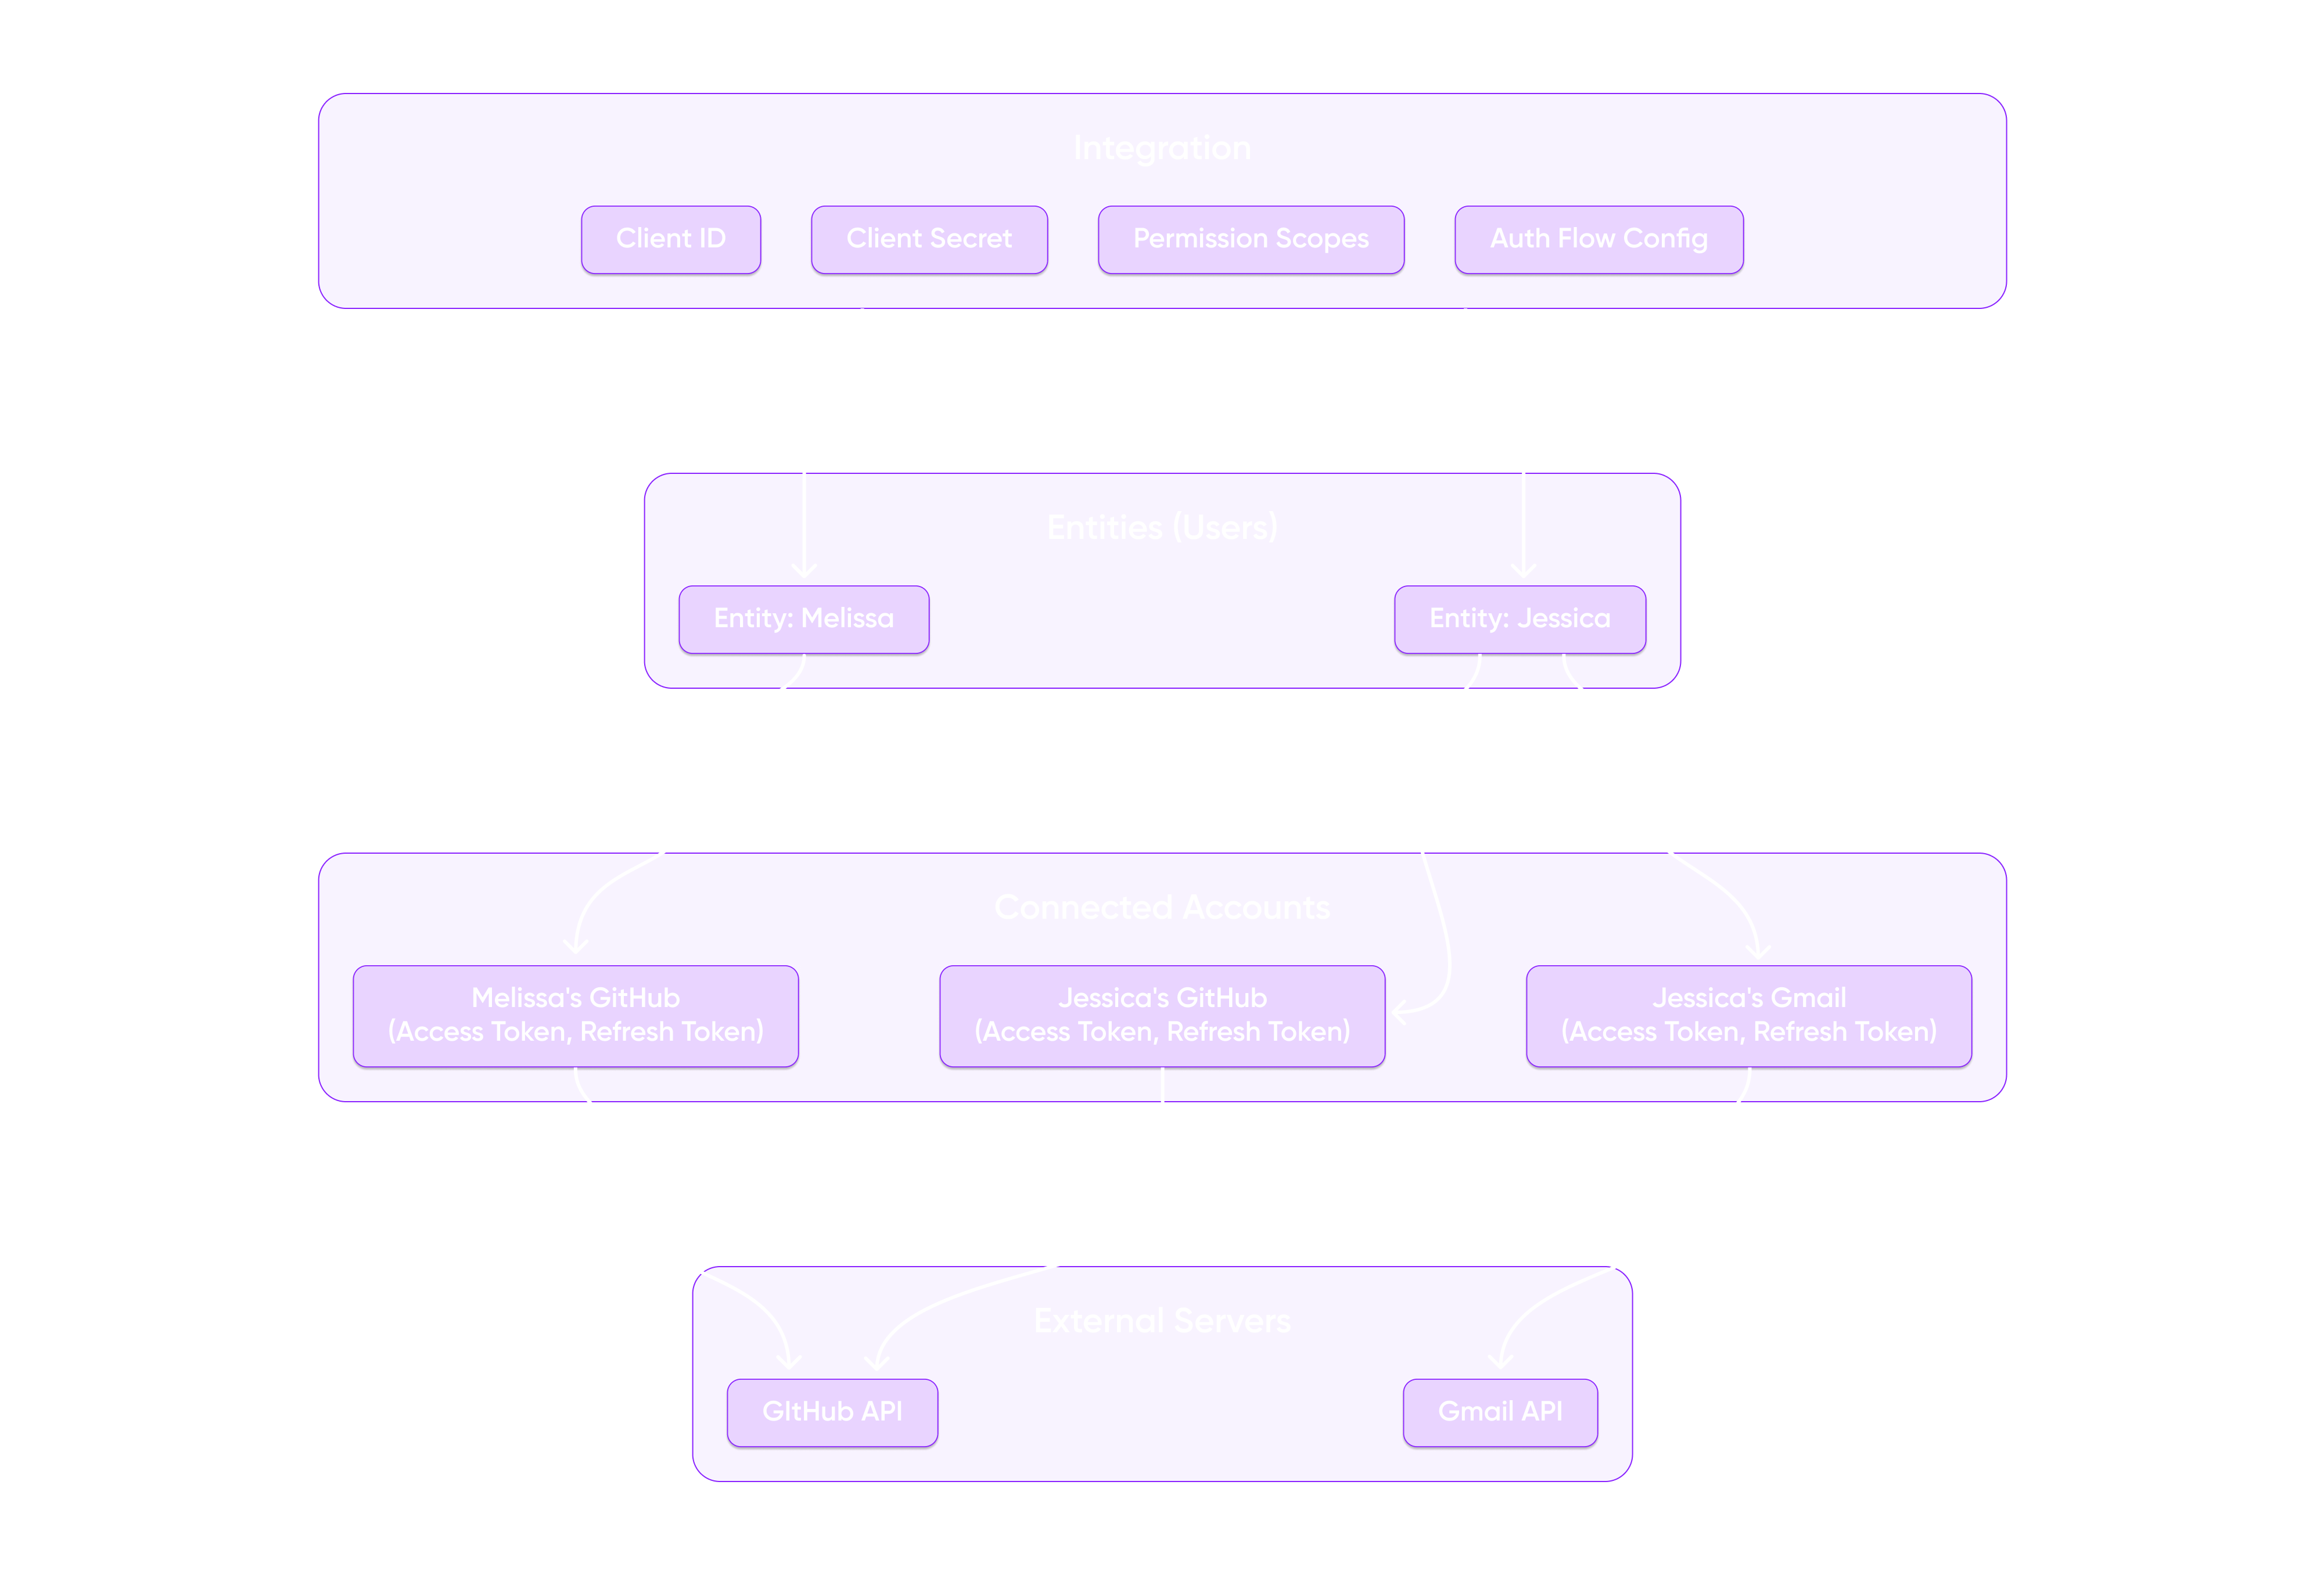 Integration
Client ID
Client Secret
Permission Scopes
Auth Flow Config
Entities (Users)
Entity: Melissa
Entity: Jessica
Connected Accounts
Melissa's GitHub
(Access Token, Refresh Token)
Jessica's GitHub
(Access Token, Refresh Token)
Jessica's Gmail
(Access Token, Refresh Token)
External Servers
GItHub API
Gmail API